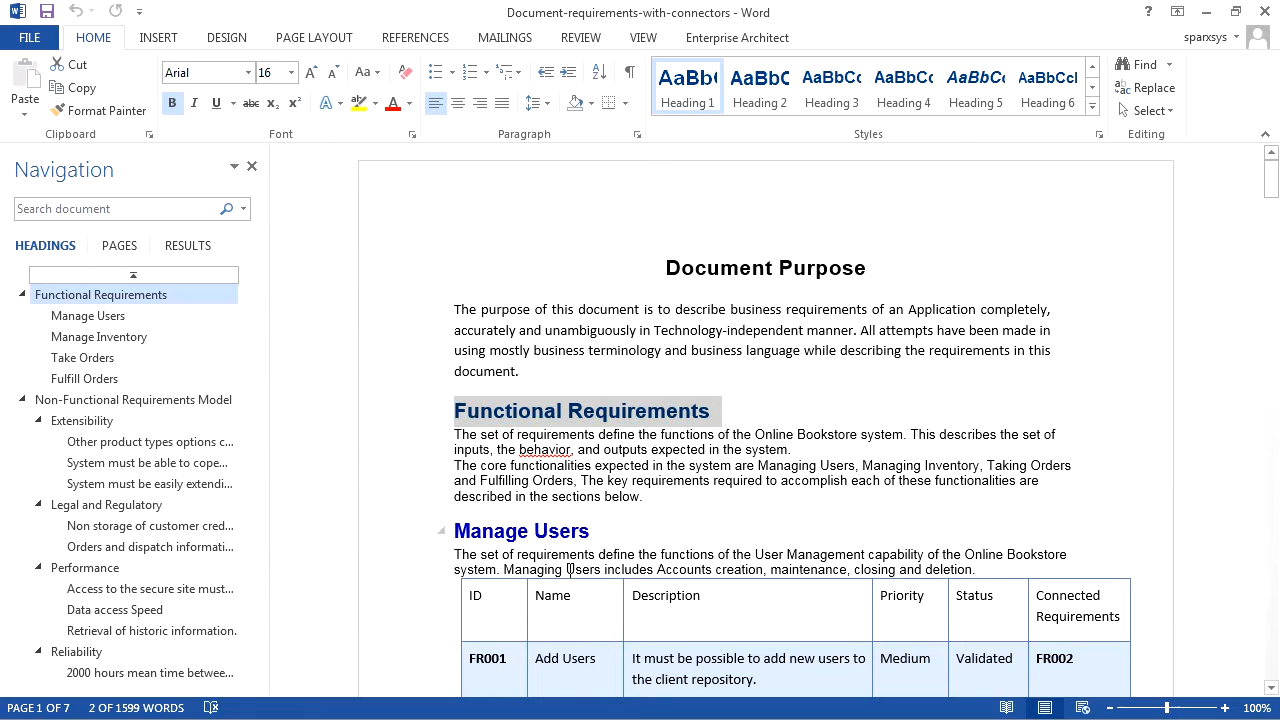 Document-requirements-with-connectors - Word
FILE HOME INSERT DESIGN PAGE LAYOUT REFERENCES MAILINGS REVIEW VIEW Enterprise Architect sparxsys
Paste
Cut
Copy
Format Painter
Clipboard
Arial 16
Font
Paragraph
AaBb( AaBbC AaBbCc AaBbCc AaBbCc AaBbCcI
Heading 1 Heading 2 Heading 3 Heading 4 Heading 5 Heading 6
Styles
Find
Replace
Select
Editing
Navigation
Search document
HEADINGS PAGES RESULTS
Functional Requirements
Manage Users
Manage Inventory
Take Orders
Fulfill Orders
Non-Functional Requirements Model
Extensibility
Other product types options c...
System must be able to cope...
System must be easily extendi...
Legal and Regulatory
Non storage of customer cred...
Orders and dispatch informati...
Performance
Access to the secure site must...
Data access Speed
Retrieval of historic information.
Reliability
2000 hours mean time betwee...
Document Purpose
The purpose of this document is to describe business requirements of an Application completely,
accurately and unambiguously in Technology-independent manner. All attempts have been made in
using mostly business terminology and business language while describing the requirements in this
document.
Functional Requirements
The set of requirements define the functions of the Online Bookstore system. This describes the set of
inputs, the behavior, and outputs expected in the system.
The core functionalities expected in the system are Managing Users, Managing Inventory, Taking Orders
and Fulfilling Orders, The key requirements required to accomplish each of these functionalities are
described in the sections below.
Manage Users
The set of requirements define the functions of the User Management capability of the Online Bookstore
system. Managing Users includes Accounts creation, maintenance, closing and deletion.
ID Name Description Priority Status Connected
Requirements
FR001 Add Users It must be possible to add new users to Medium Validated FR002
the client repository.
PAGE 1 OF 7 2 OF 1599 WORDS 100%